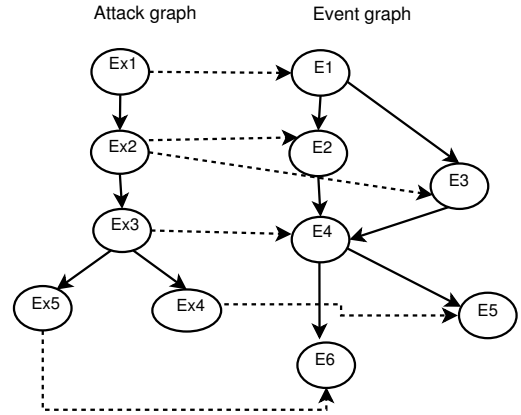 Attack graph
Event graph
Ex1
E1
Ex2
E2
E3
Ex3
E4
Ex5
Ex4
E5
E6